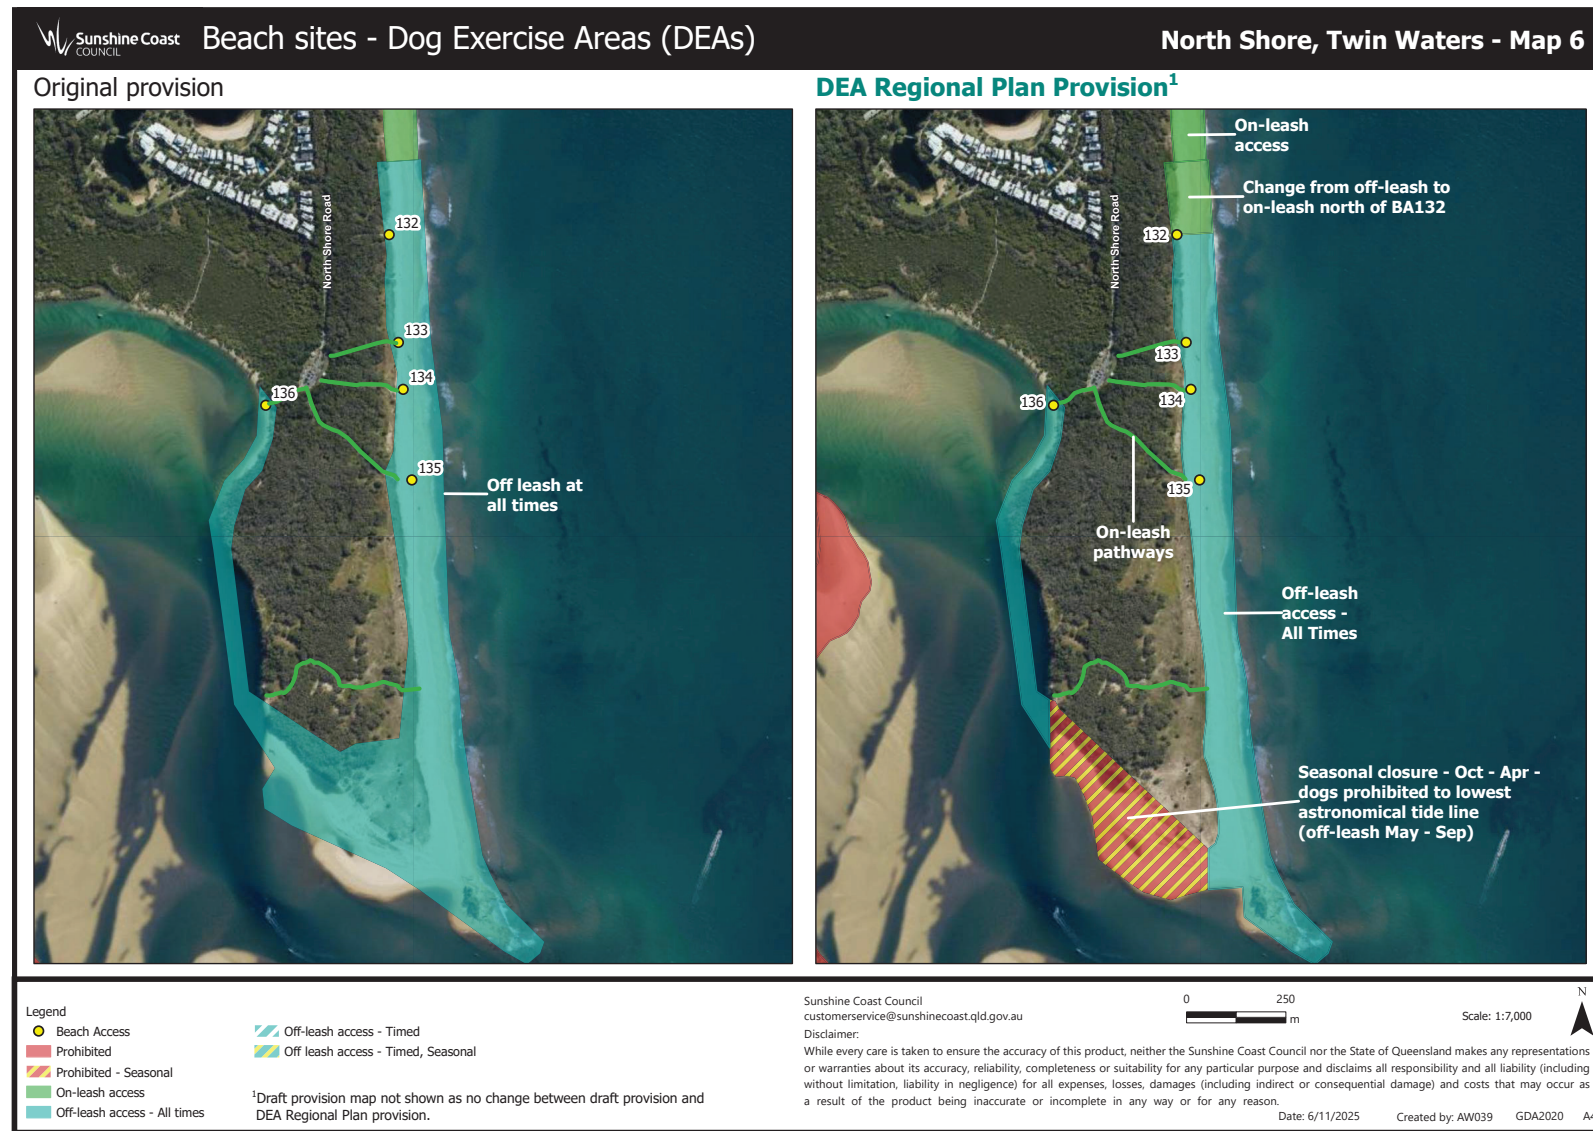 Sunshine Coast
COUNCIL
Beach sites - Dog Exercise Areas (DEAs)
North Shore, Twin Waters - Map 6
Original provision
DEA Regional Plan Provision¹
North Shore Road
132
133
134
136
135
Off leash at
all times
On-leash
access
Change from off-leash to
on-leash north of BA132
North Shore Road
132
133
134
136
135
On-leash
pathways
Off-leash
access -
All Times
Seasonal closure - Oct - Apr -
dogs prohibited to lowest
astronomical tide line
(off-leash May - Sep)
Legend
Beach Access
Prohibited
Prohibited - Seasonal
On-leash access
Off-leash access - All times
Off-leash access - Timed
Off leash access - Timed, Seasonal
¹Draft provision map not shown as no change between draft provision and
DEA Regional Plan provision.
Sunshine Coast Council
customerservice@sunshinecoast.qld.gov.au
Disclaimer:
While every care is taken to ensure the accuracy of this product, neither the Sunshine Coast Council nor the State of Queensland makes any representations
or warranties about its accuracy, reliability, completeness or suitability for any particular purpose and disclaims all responsibility and all liability (including
without limitation, liability in negligence) for all expenses, losses, damages (including indirect or consequential damage) and costs that may occur as
a result of the product being inaccurate or incomplete in any way or for any reason.
0 250
m
Scale: 1:7,000
N
Date: 6/11/2025 Created by: AW039 GDA2020 A4